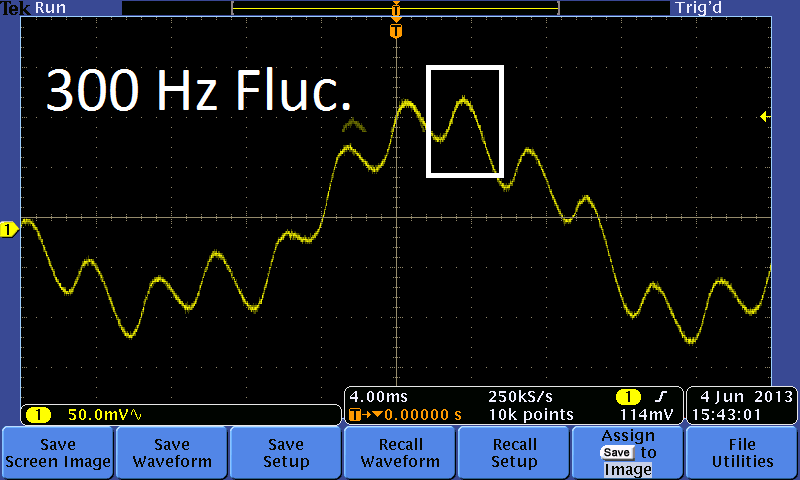 Tek Run Trig'd
T
T
300 Hz Fluc.
1
4.00ms 250kS/s 1 4 Jun 2013
1 50.0mV T→▼0.00000 s 10k points 114mV 15:43:01
Save Screen Image
Save Waveform
Save Setup
Recall Waveform
Recall Setup
Assign Save to Image
File Utilities